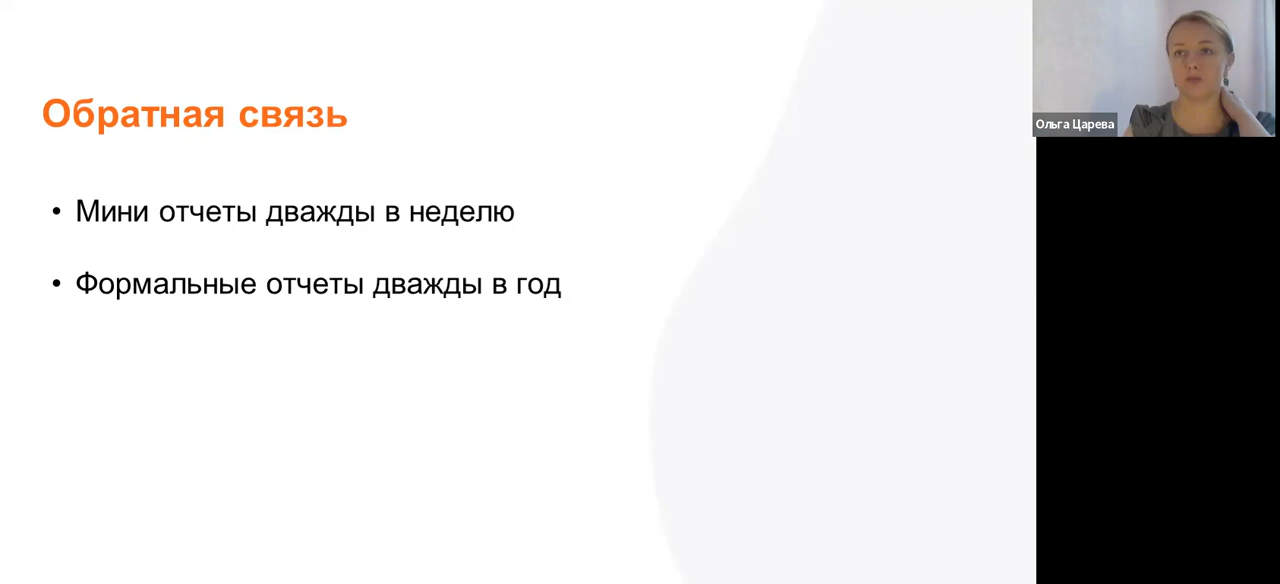 Обратная связь
• Мини отчеты дважды в неделю
• Формальные отчеты дважды в год
Ольга Царева